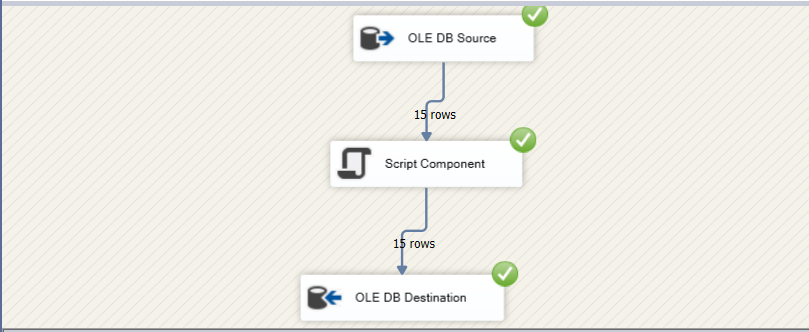 OLE DB Source
15 rows
Script Component
15 rows
OLE DB Destination